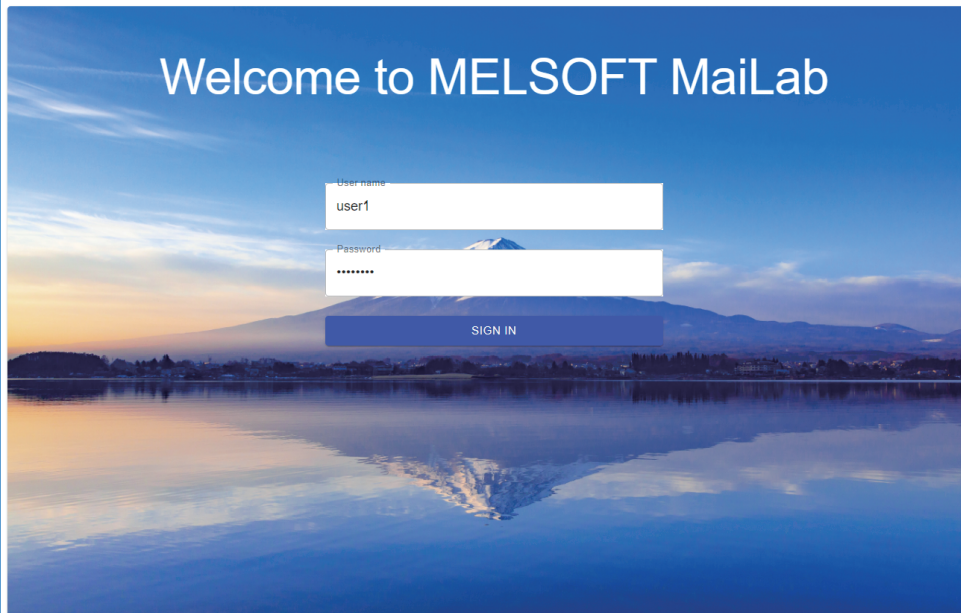 Welcome to MELSOFT MaiLab
User name
user1
Password
••••••••
SIGN IN